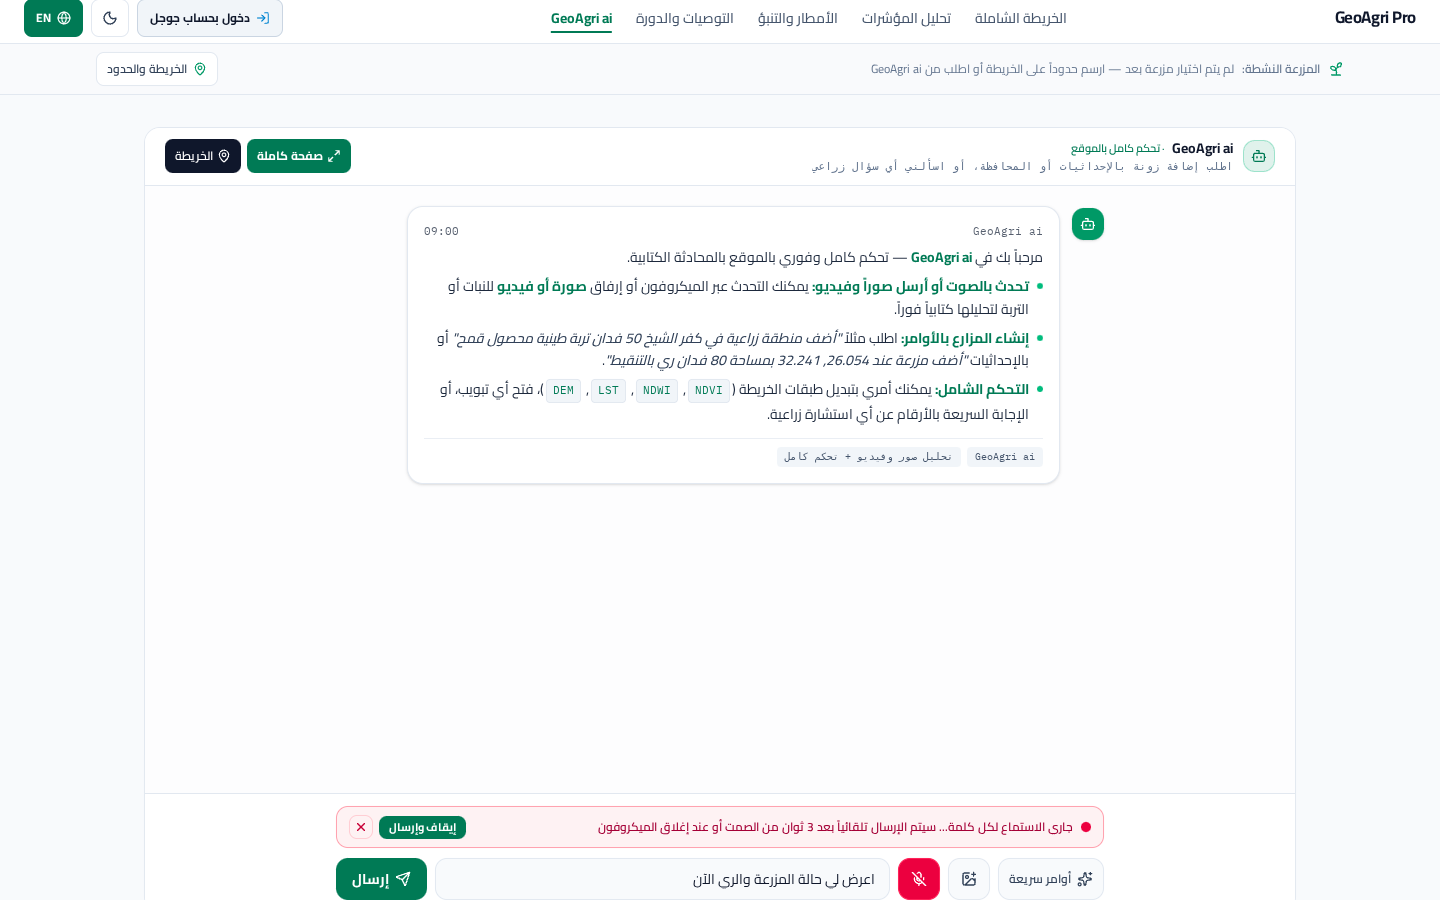 GeoAgri Pro
الخريطة الشاملة
تحليل المؤشرات
الأمطار والتنبؤ
التوصيات والدورة
GeoAgri ai
دخول بحساب جوجل
EN
المزرعة النشطة: لم يتم اختيار مزرعة بعد — ارسم حدوداً على الخريطة أو اطلب من GeoAgri ai
الخريطة والحدود
GeoAgri ai · تحكم كامل بالموقع
اطلب إضافة زونة بالإحداثيات أو المحافظة، أو اسألني أي سؤال زراعي
صفحة كاملة
الخريطة
GeoAgri ai
09:00
مرحباً بك في GeoAgri ai — تحكم كامل وفوري بالموقع بالمحادثة الكتابية.
تحدث بالصوت أو أرسل صوراً وفيديو: يمكنك التحدث عبر الميكروفون أو إرفاق صورة أو فيديو للنبات أو
التربة لتحليلها كتابياً فوراً.
إنشاء المزارع بالأوامر: اطلب مثلاً "أضف منطقة زراعية في كفر الشيخ 50 فدان تربة طينية محصول قمح" أو
بالإحداثيات "أضف مزرعة عند 26.054, 32.241 بمساحة 80 فدان ري بالتنقيط".
التحكم الشامل: يمكنك أمري بتبديل طبقات الخريطة (NDVI, NDWI, LST, DEM)، فتح أي تبويب، أو
الإجابة السريعة بالأرقام عن أي استشارة زراعية.
GeoAgri ai
تحليل صور وفيديو + تحكم كامل
جاري الاستماع لكل كلمة... سيتم الإرسال تلقائياً بعد 3 ثوان من الصمت أو عند إغلاق الميكروفون
إيقاف وإرسال
أوامر سريعة
اعرض لي حالة المزرعة والري الآن
إرسال